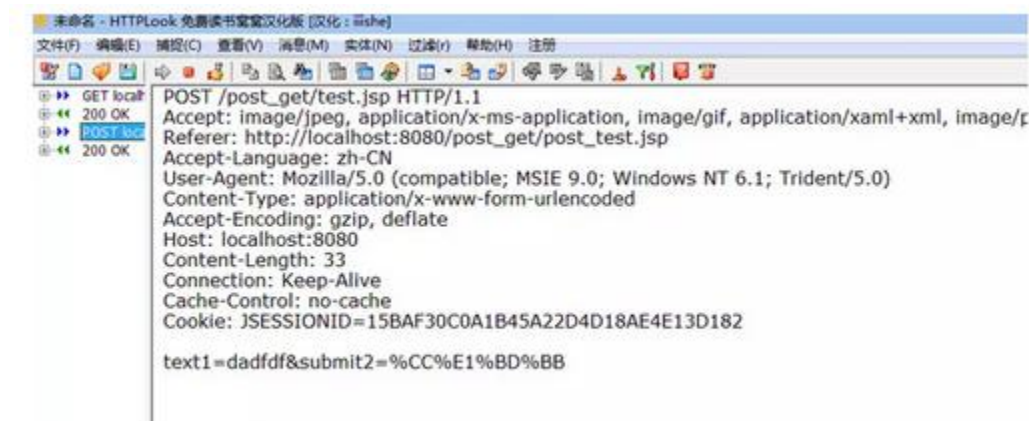 未命名 - HTTPLook 免费读书窝窝汉化版 [汉化 : iiishe]
文件(F) 编辑(E) 捕捉(C) 查看(V) 消息(M) 实体(N) 过滤(r) 帮助(H) 注册
GET localh
200 OK
POST loca
200 OK
POST /post_get/test.jsp HTTP/1.1
Accept: image/jpeg, application/x-ms-application, image/gif, application/xaml+xml, image/p
Referer: http://localhost:8080/post_get/post_test.jsp
Accept-Language: zh-CN
User-Agent: Mozilla/5.0 (compatible; MSIE 9.0; Windows NT 6.1; Trident/5.0)
Content-Type: application/x-www-form-urlencoded
Accept-Encoding: gzip, deflate
Host: localhost:8080
Content-Length: 33
Connection: Keep-Alive
Cache-Control: no-cache
Cookie: JSESSIONID=15BAF30C0A1B45A22D4D18AE4E13D182
text1=dadfdf&submit2=%CC%E1%BD%BB